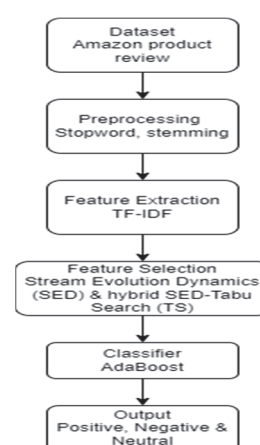 Dataset
Amazon product
review
Preprocessing
Stopword, stemming
Feature Extraction
TF-IDF
Feature Selection
Stream Evolution Dynamics
(SED) & hybrid SED-Tabu
Search (TS)
Classifier
AdaBoost
Output
Positive, Negative &
Neutral